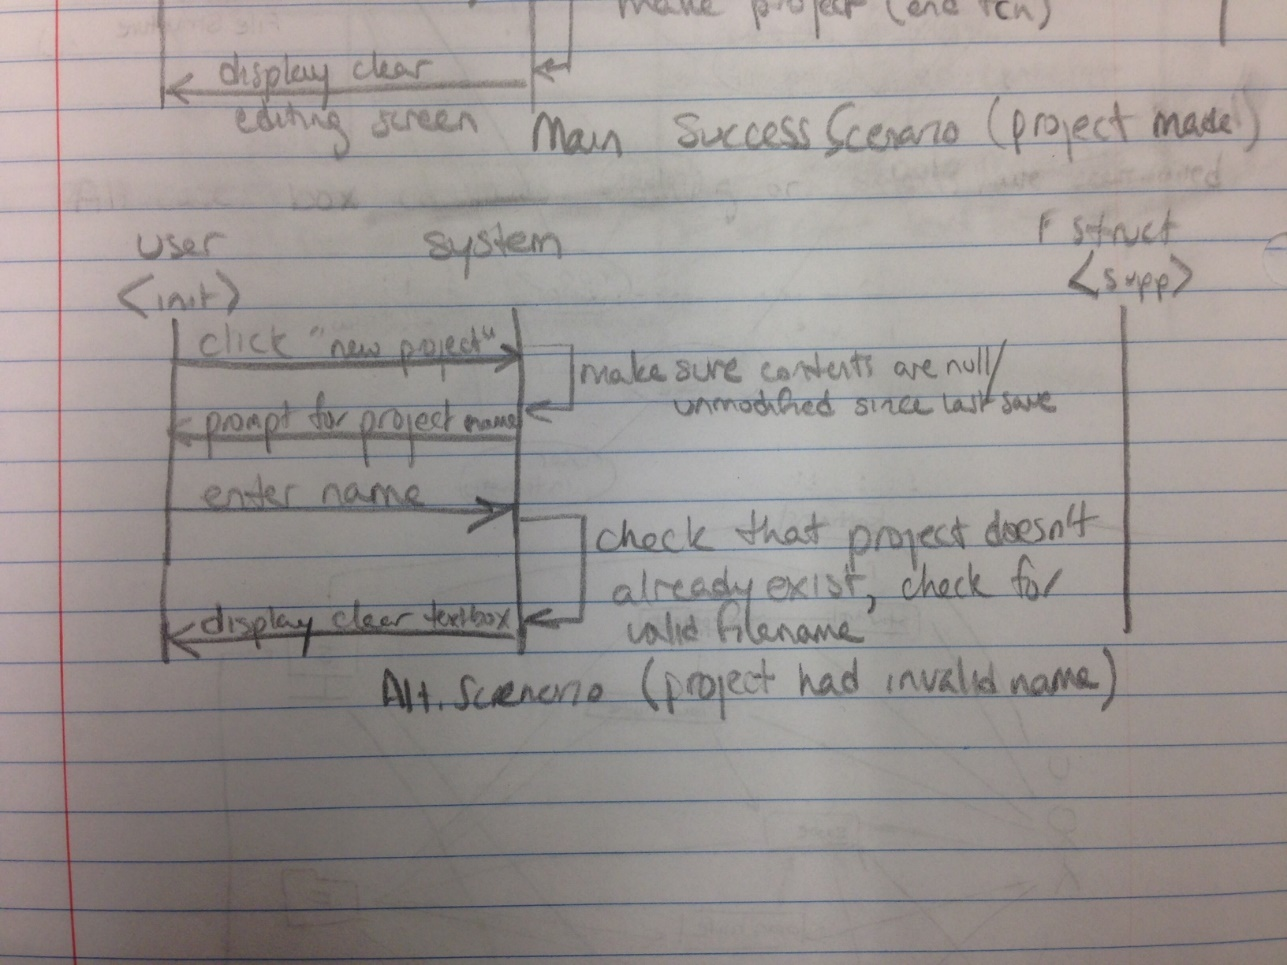 make project (end fcn)
display clear
editing screen
Main Success Scenario (project made)
user system F struct
<init> <supp>
click "new project"
make sure contents are null/
unmodified since last save
prompt for project name
enter name
check that project doesn't
already exist, check for
valid filename
display clear textbox
Alt. Scenerio (project had invalid name)